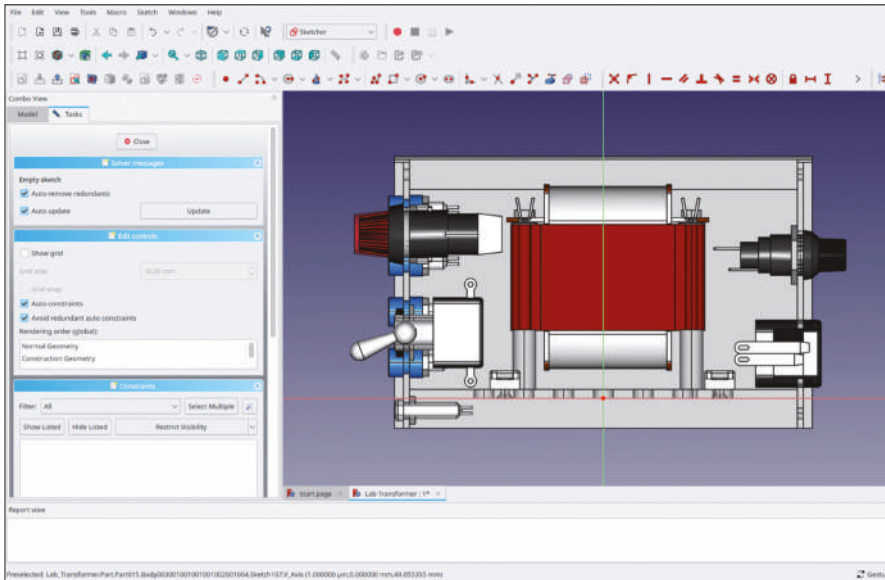 File Edit View Tools Macro Sketch Windows Help
Sketcher
Combo View
Model Tasks
Close
Solver messages
Empty sketch
Auto remove redundants
Auto update Update
Edit controls
Show grid
Grid snap
Auto constraints
Avoid redundant auto constraints
Rendering order (global):
Normal Geometry
Construction Geometry
Constraints
Filter: All Select Multiple
Show Listed Hide Listed Restrict Visibility
Start page Lab Transformer : 1*
Report view